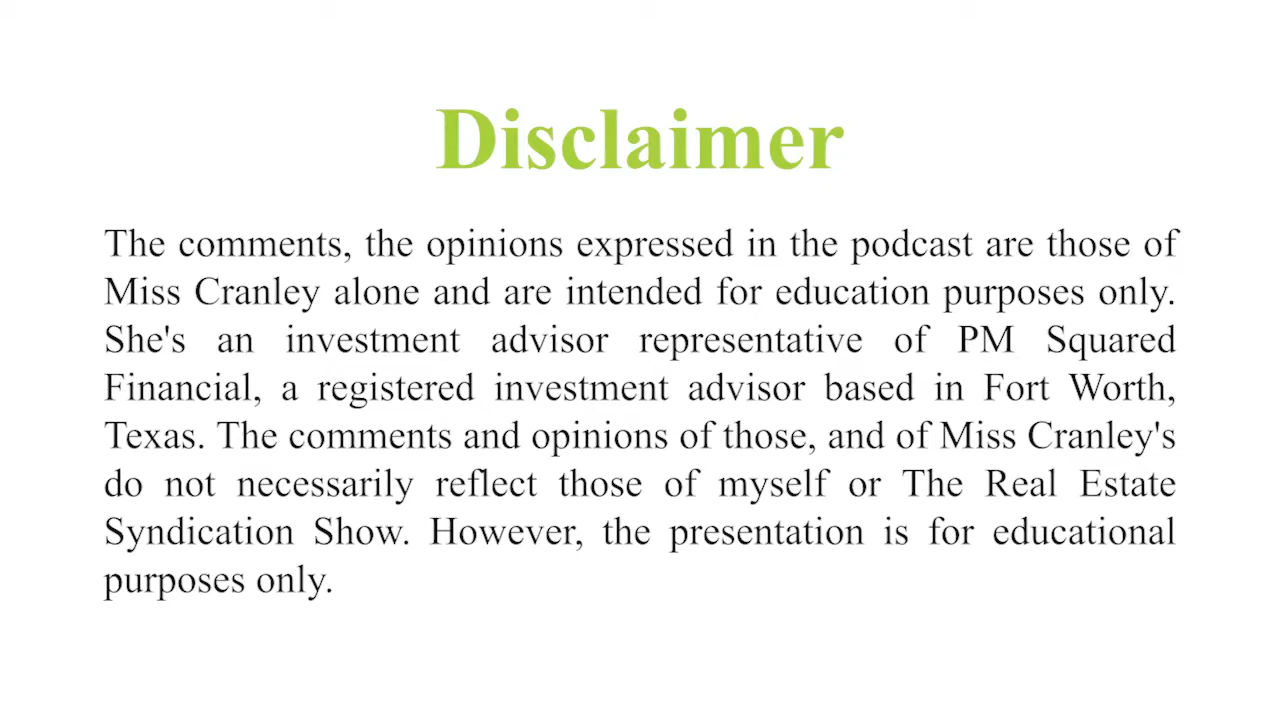 Disclaimer
The comments, the opinions expressed in the podcast are those of
Miss Cranley alone and are intended for education purposes only.
She's an investment advisor representative of PM Squared
Financial, a registered investment advisor based in Fort Worth,
Texas. The comments and opinions of those, and of Miss Cranley's
do not necessarily reflect those of myself or The Real Estate
Syndication Show. However, the presentation is for educational
purposes only.